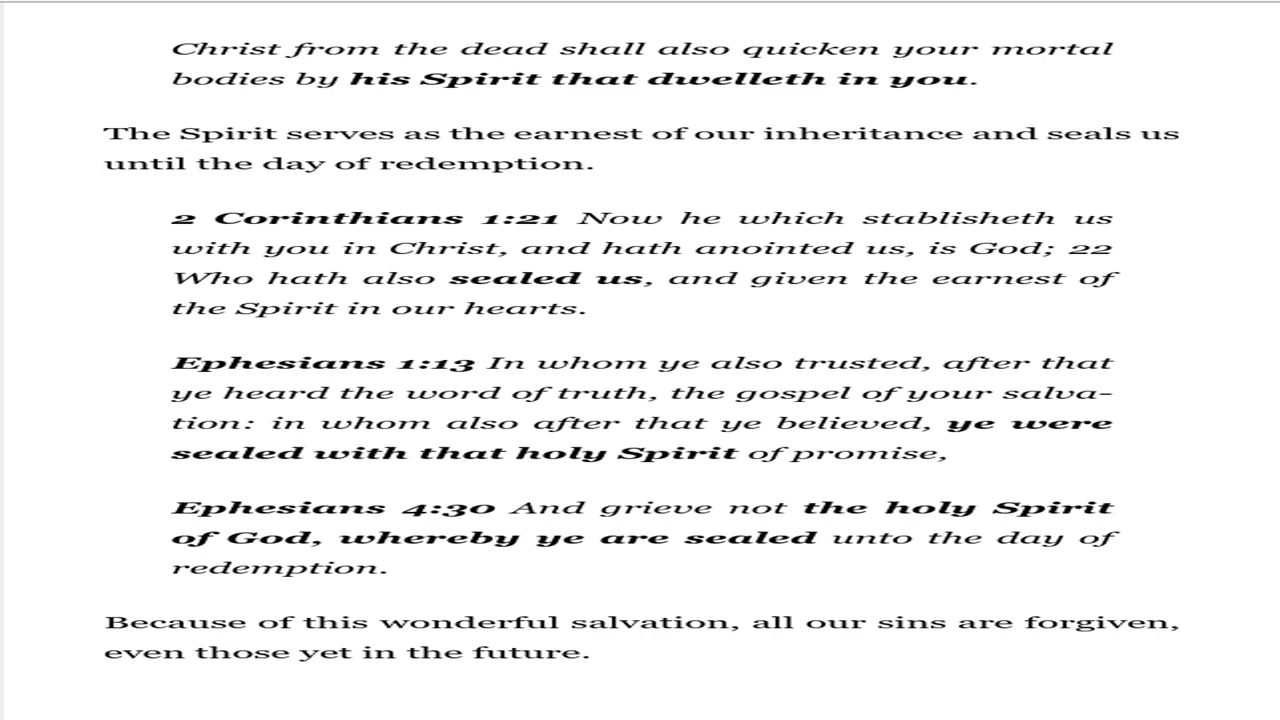 Christ from the dead shall also quicken your mortal
bodies by his Spirit that dwelleth in you.
The Spirit serves as the earnest of our inheritance and seals us
until the day of redemption.
2 Corinthians 1:21 Now he which stablisheth us
with you in Christ, and hath anointed us, is God; 22
Who hath also sealed us, and given the earnest of
the Spirit in our hearts.
Ephesians 1:13 In whom ye also trusted, after that
ye heard the word of truth, the gospel of your salva-
tion: in whom also after that ye believed, ye were
sealed with that holy Spirit of promise,
Ephesians 4:30 And grieve not the holy Spirit
of God, whereby ye are sealed unto the day of
redemption.
Because of this wonderful salvation, all our sins are forgiven,
even those yet in the future.